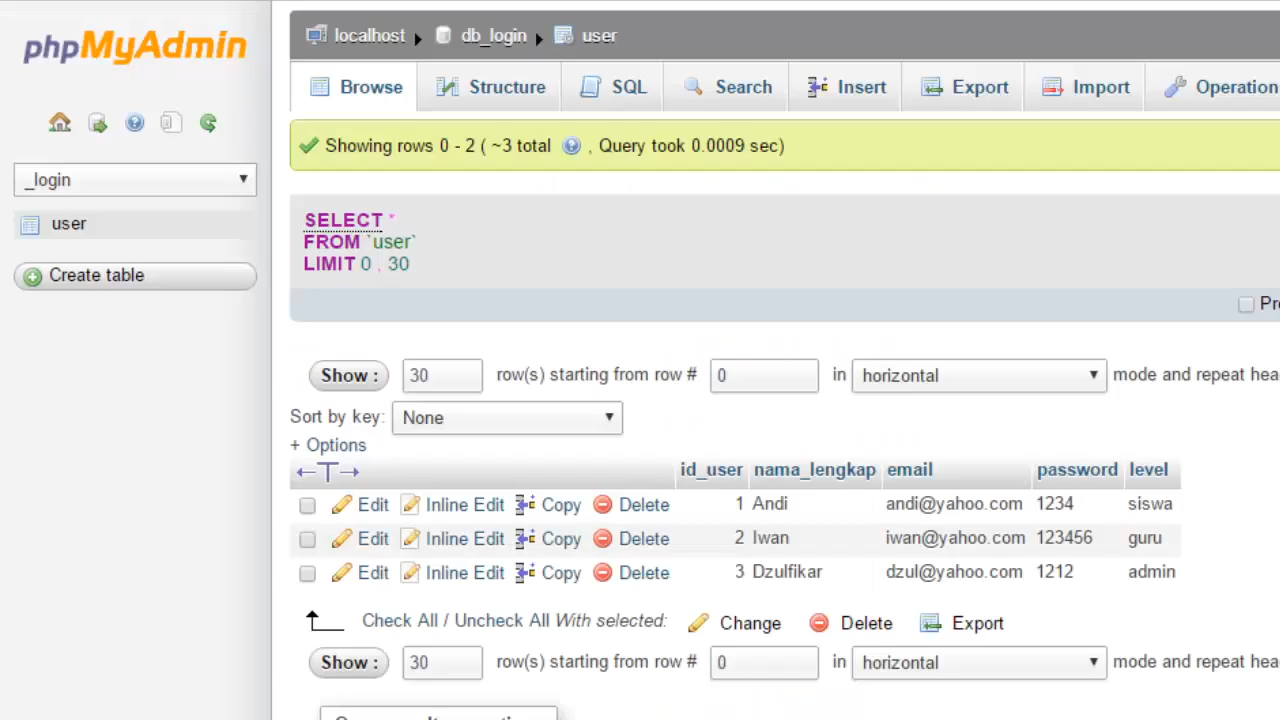 phpMyAdmin
localhost db_login user
Browse Structure SQL Search Insert Export Import Operation
_login
user
Create table
Showing rows 0 - 2 ( ~3 total , Query took 0.0009 sec)
SELECT *
FROM `user`
LIMIT 0 , 30
Show : 30 row(s) starting from row # 0 in horizontal mode and repeat hea
Sort by key: None
+ Options
id_user nama_lengkap email password level
Edit Inline Edit Copy Delete 1 Andi andi@yahoo.com 1234 siswa
Edit Inline Edit Copy Delete 2 Iwan iwan@yahoo.com 123456 guru
Edit Inline Edit Copy Delete 3 Dzulfikar dzul@yahoo.com 1212 admin
Check All / Uncheck All With selected: Change Delete Export
Show : 30 row(s) starting from row # 0 in horizontal mode and repeat hea